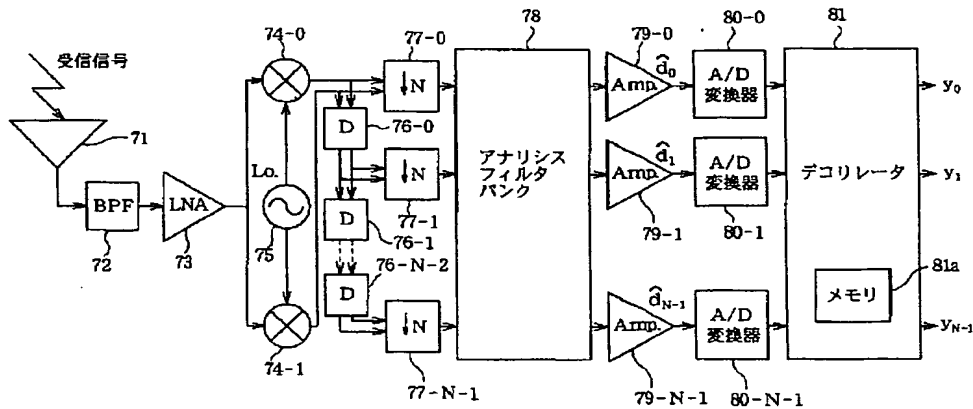 受信信号
71
BPF
72
LNA
73
74-0
Lo.
75
74-1
77-0
↓N
D
76-0
↓N
77-1
D
76-1
76-N-2
D
↓N
77-N-1
78
アナリシス
フィルタ
バンク
79-0
Amp.
d̂0
80-0
A/D
変換器
Amp.
d̂1
79-1
A/D
変換器
80-1
Amp.
d̂N-1
79-N-1
A/D
変換器
80-N-1
81
デコリレータ
81a
メモリ
y0
y1
yN-1